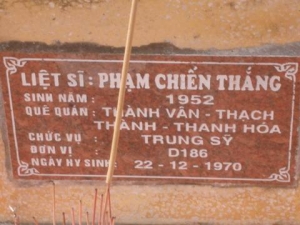 LIỆT SĨ : PHẠM CHIẾN THẮNG
SINH NĂM : 1952
QUÊ QUÁN : THÀNH VÂN - THẠCH
THÀNH - THANH HÓA
CHỨC VỤ : TRUNG SỸ
ĐƠN VỊ D186
NGÀY HY SINH: 22 - 12 - 1970